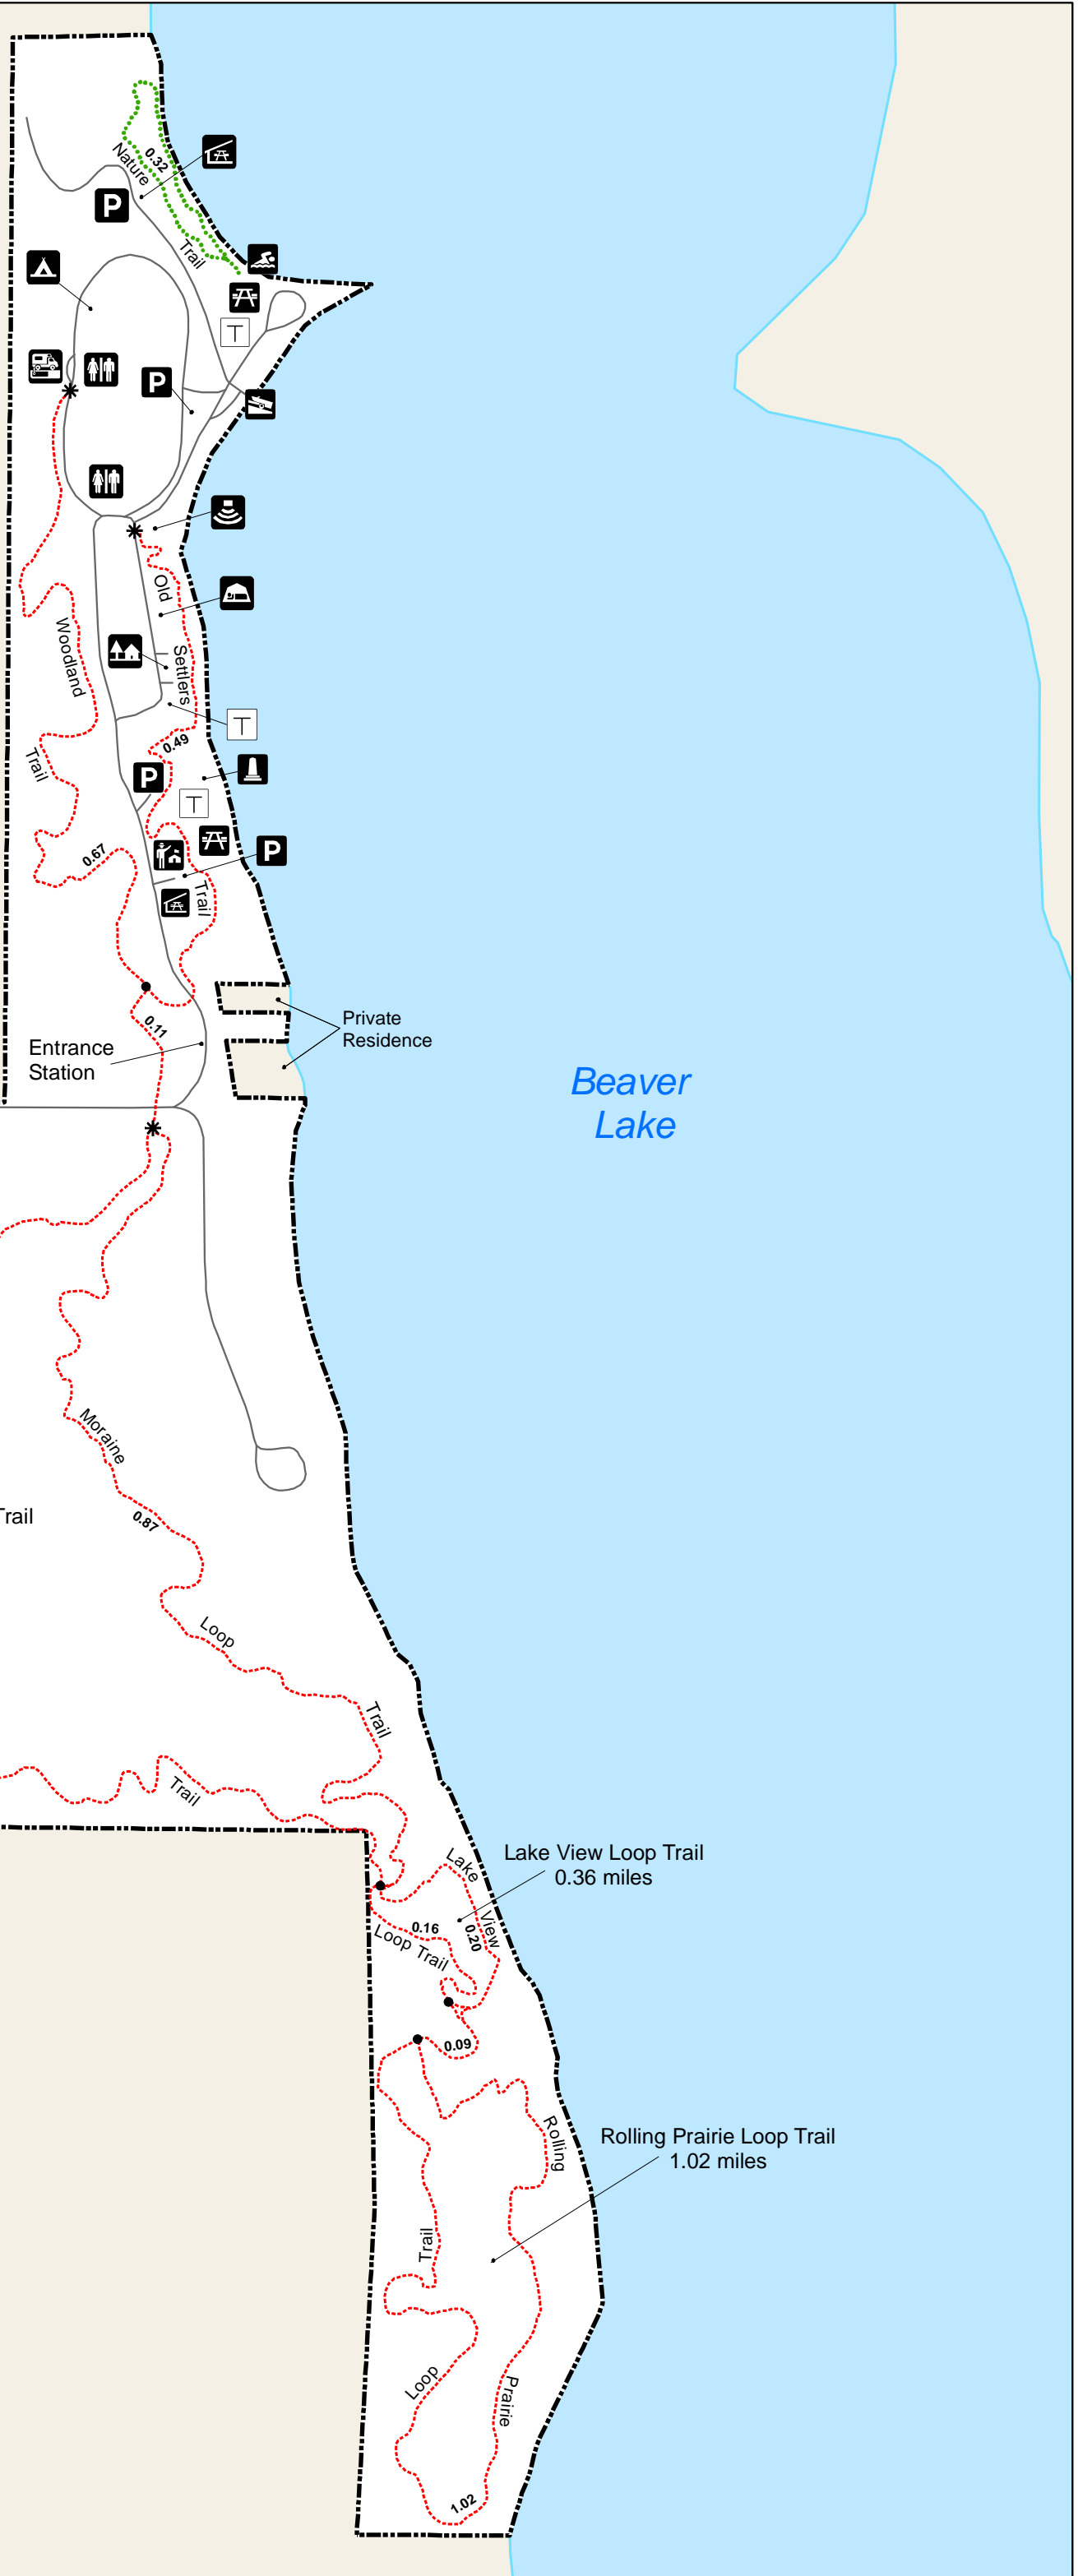 Nature
0.32
Trail
P
P
T
Old
Settlers
Woodland
T
0.49
Trail
P
T
0.67
P
Trail
Private
Residence
0.11
Entrance
Station
Beaver
Lake
Moraine
Trail
0.87
Loop
Trail
Trail
Lake
View
Lake View Loop Trail
0.36 miles
0.16
0.20
Loop Trail
0.09
Rolling
Rolling Prairie Loop Trail
1.02 miles
Trail
Loop
Prairie
1.02